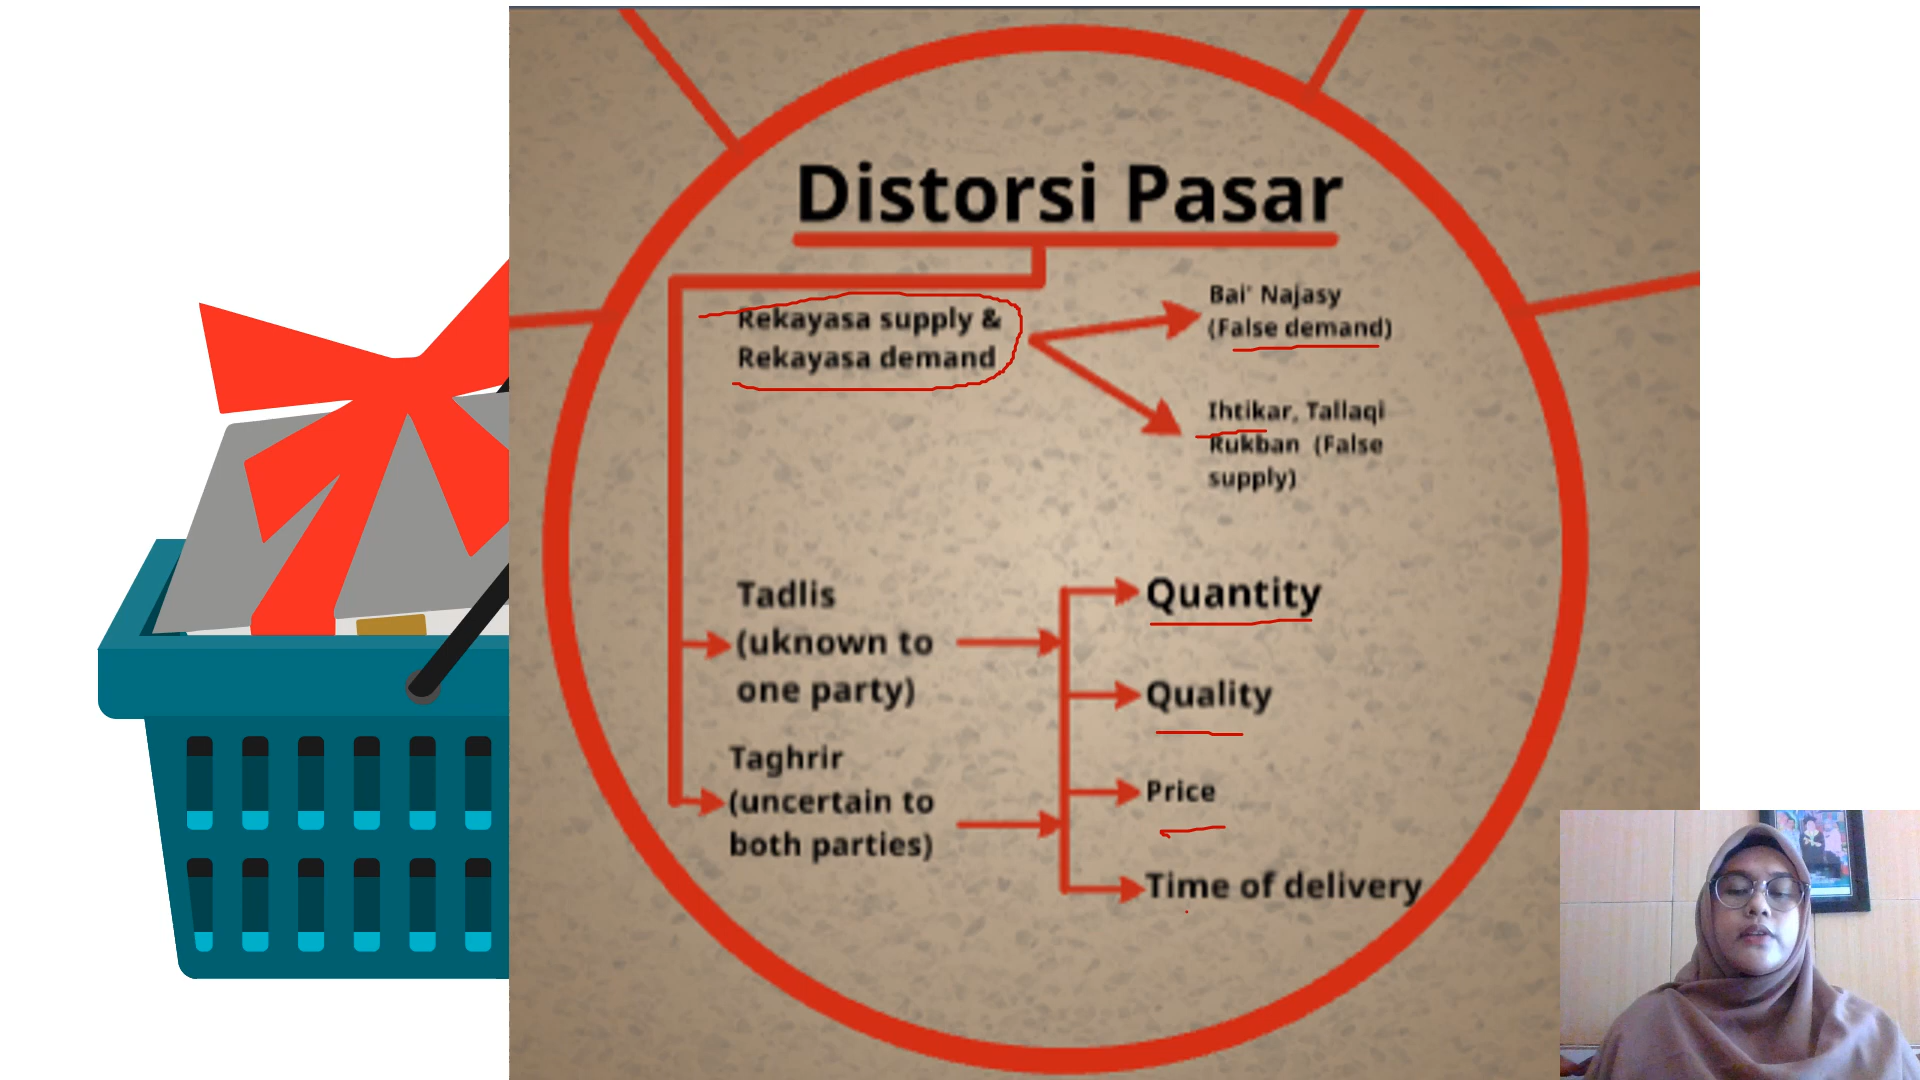 Distorsi Pasar
Rekayasa supply &
Rekayasa demand
Bai' Najasy
(False demand)
Ihtikar, Tallaqi
Rukban (False
supply)
Tadlis
(uknown to
one party)
Taghrir
(uncertain to
both parties)
Quantity
Quality
Price
Time of delivery